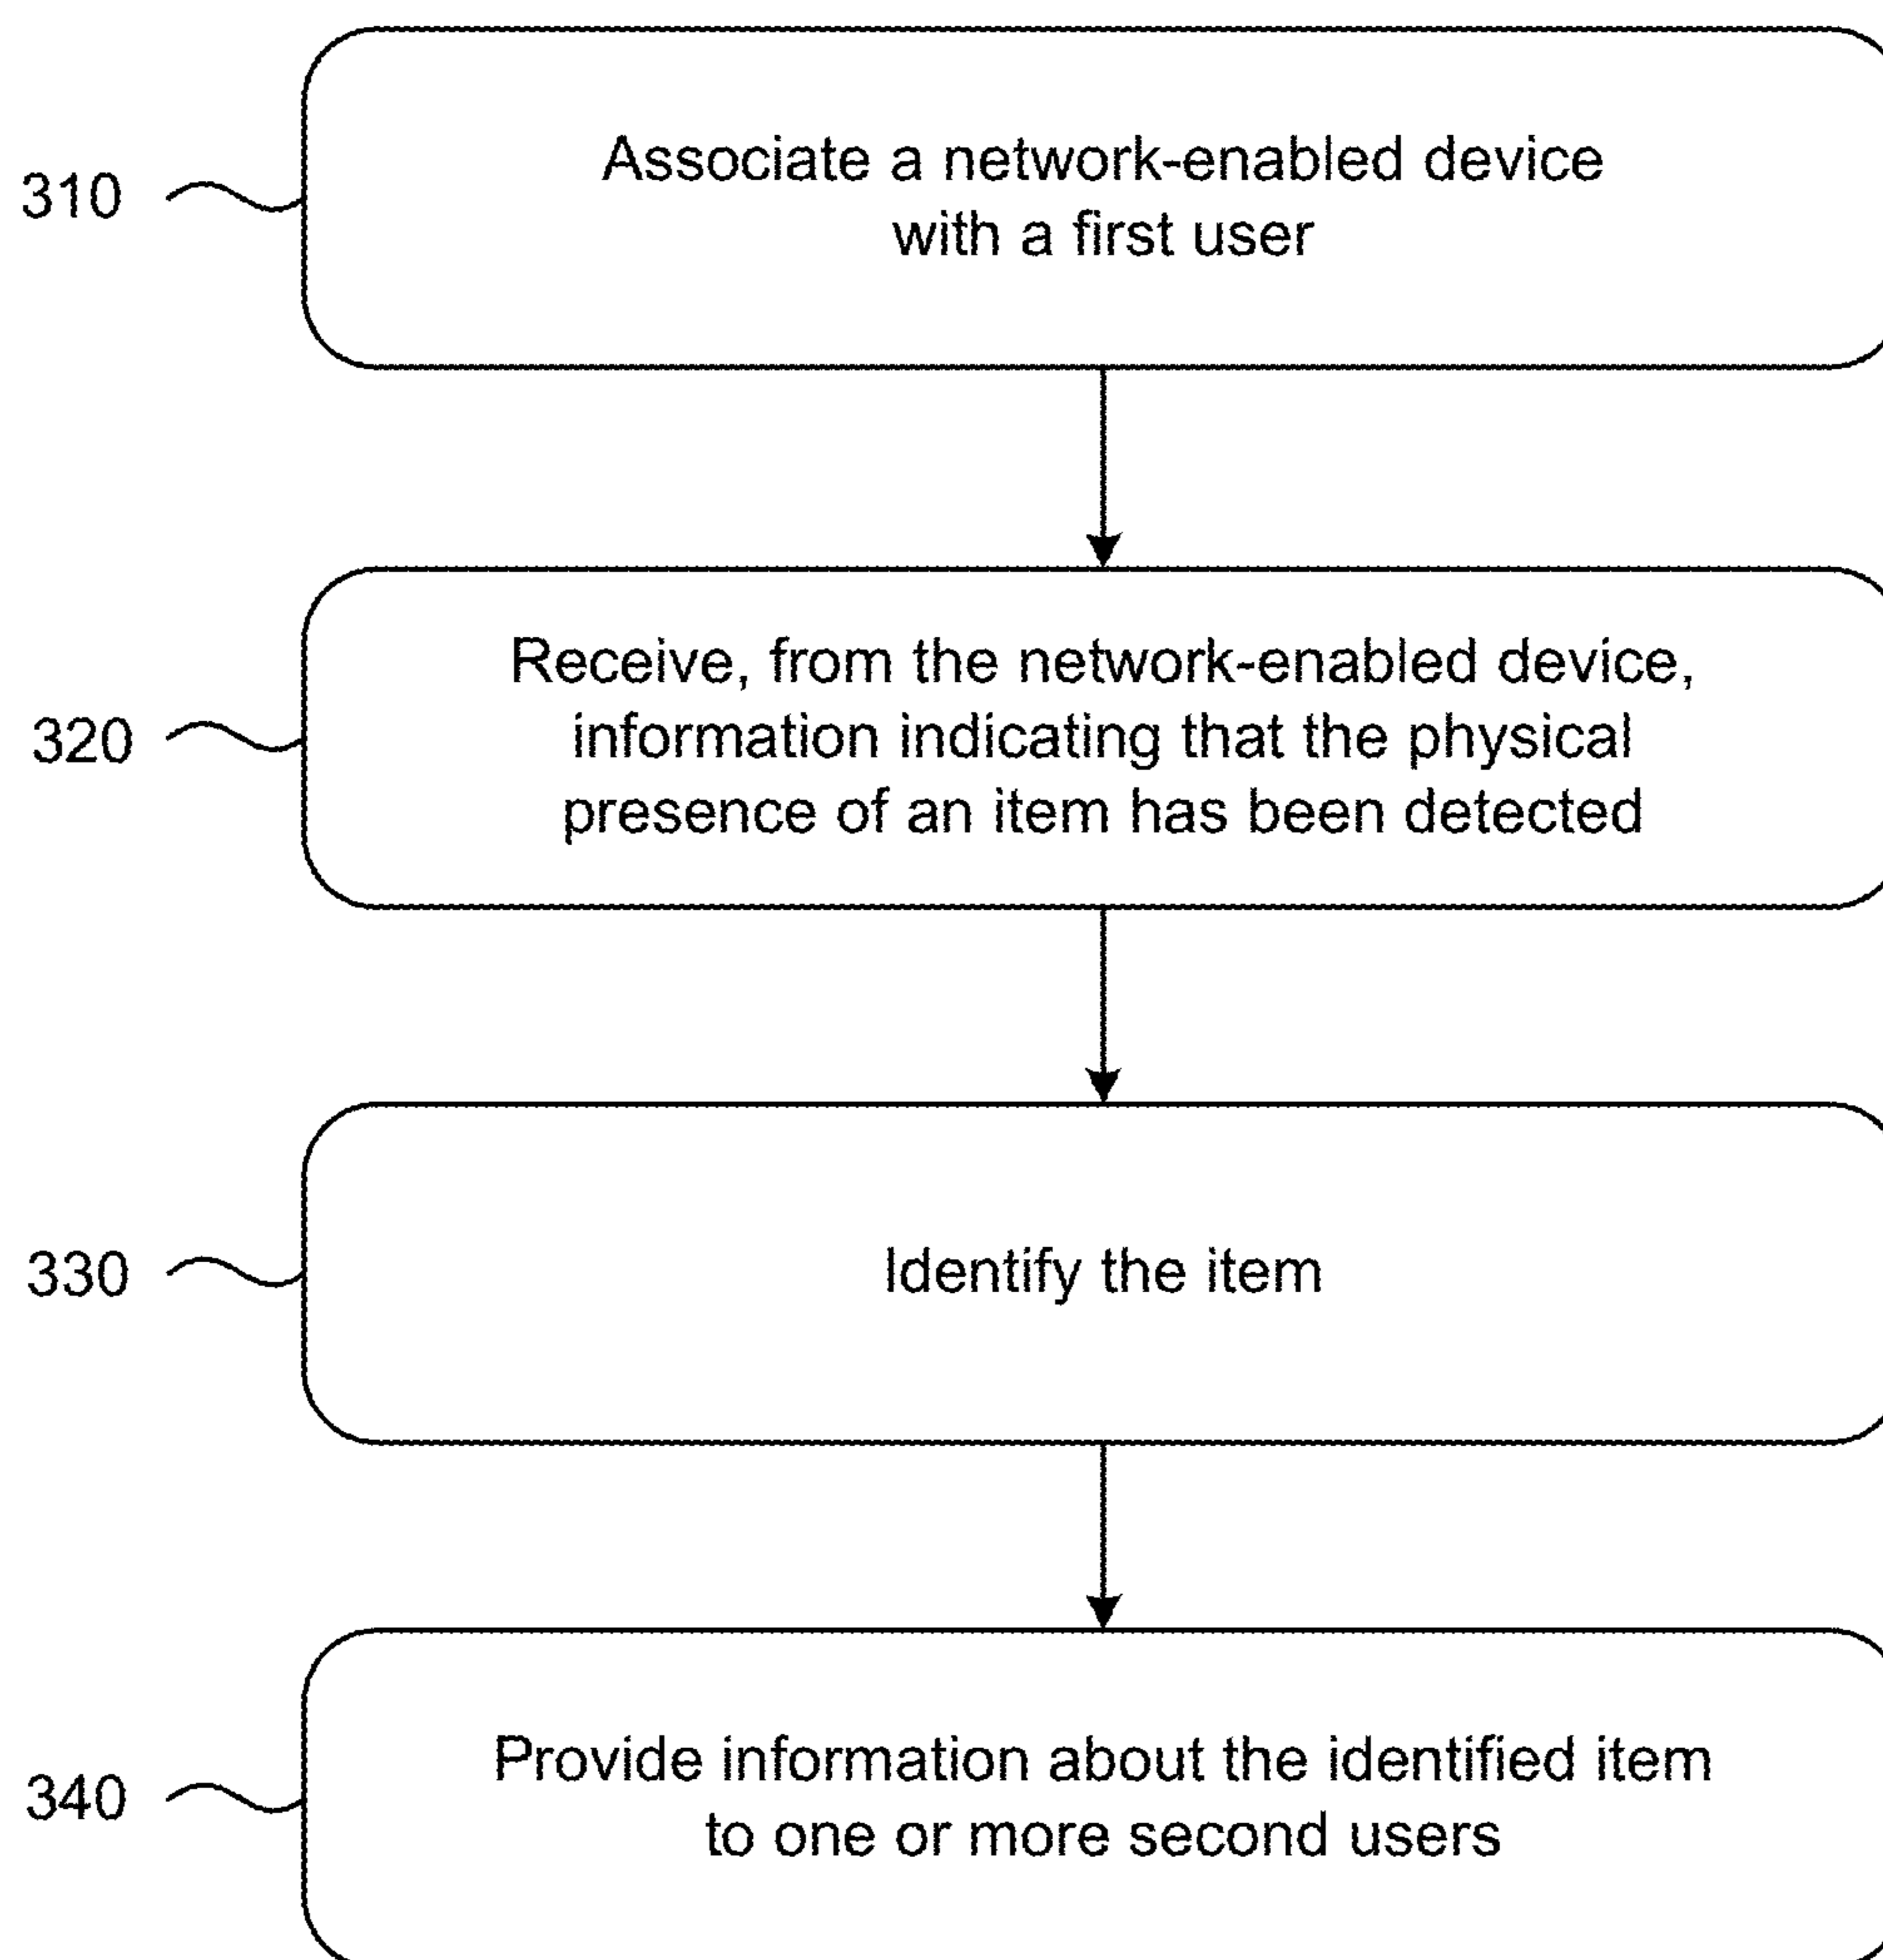 310
Associate a network-enabled device
with a first user
320
Receive, from the network-enabled device,
information indicating that the physical
presence of an item has been detected
330
Identify the item
340
Provide information about the identified item
to one or more second users